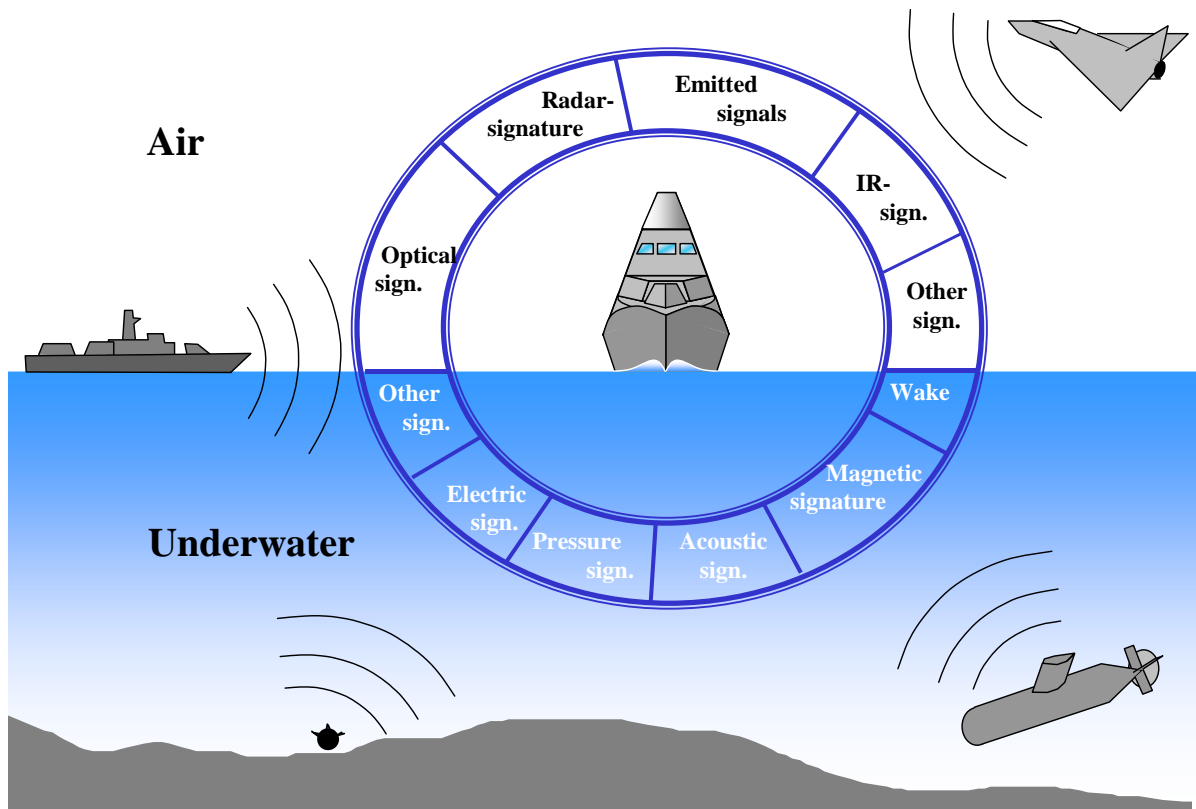 Air
Radar-
signature
Emitted
signals
IR-
sign.
Optical
sign.
Other
sign.
Other
sign.
Wake
Electric
sign.
Magnetic
signature
Underwater
Pressure
sign.
Acoustic
sign.